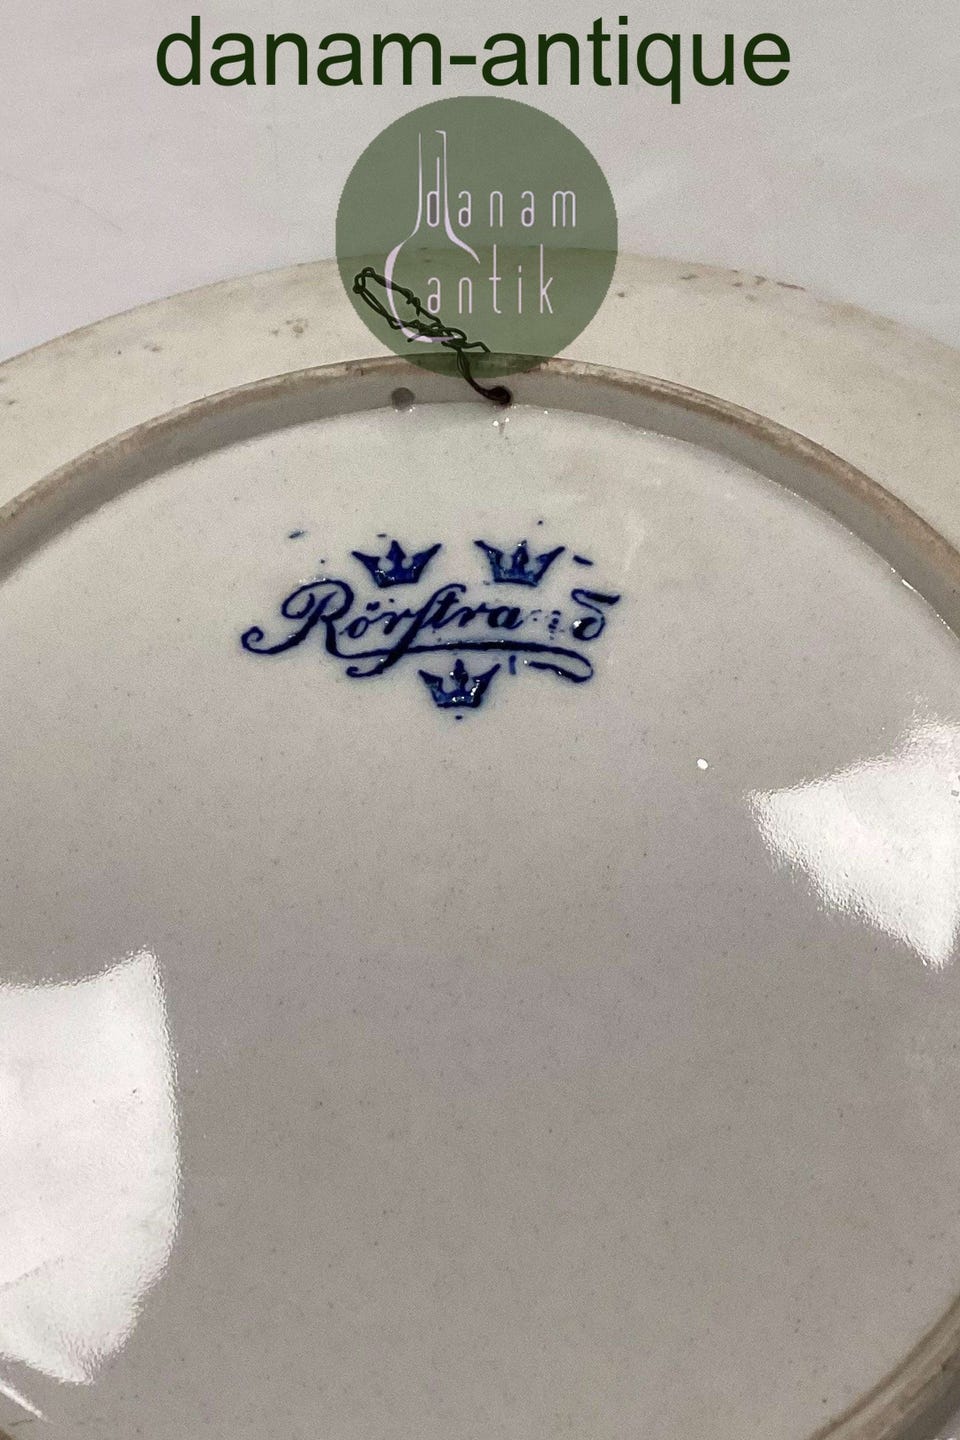 danam-antique
danam
antik
Rörstrand